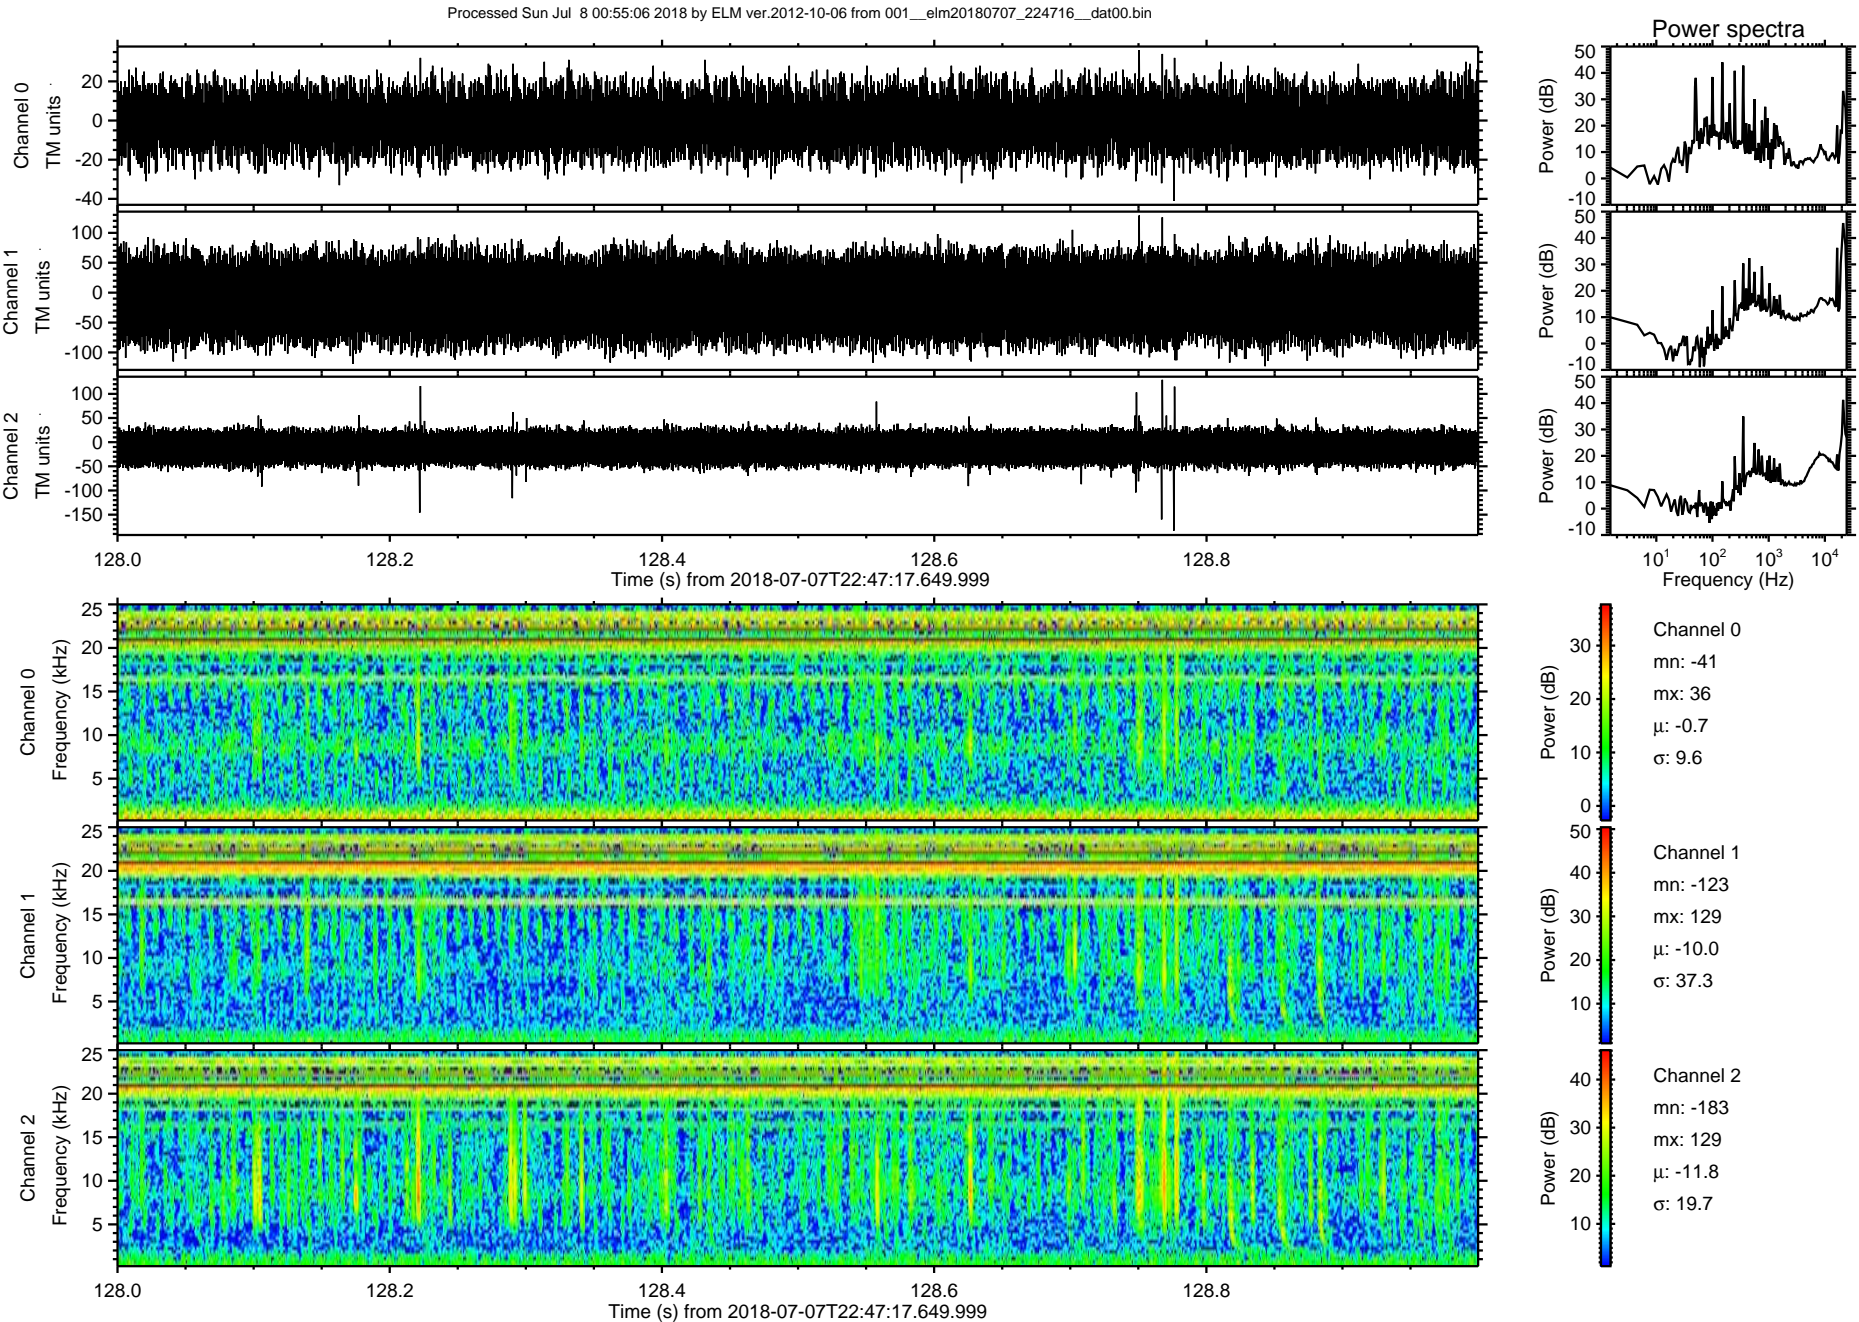 Processed Sun Jul  8 00:55:06 2018 by ELM ver.2012-10-06 from 001__elm20180707_224716__dat00.bin
Power spectra
Channel 0
TM units
20
0
-20
-40
Power (dB)
50
40
30
20
10
0
-10
Channel 1
TM units
100
50
0
-50
-100
Power (dB)
50
40
30
20
10
0
-10
Channel 2
TM units
100
50
0
-50
-100
-150
Power (dB)
50
40
30
20
10
0
-10
128.0 128.2 128.4 128.6 128.8
Time (s) from 2018-07-07T22:47:17.649.999
10¹ 10² 10³ 10⁴
Frequency (Hz)
Channel 0
Frequency (kHz)
25
20
15
10
5
Power (dB)
30
20
10
0
Channel 0
mn: -41
mx: 36
μ: -0.7
σ: 9.6
Channel 1
Frequency (kHz)
25
20
15
10
5
Power (dB)
50
40
30
20
10
Channel 1
mn: -123
mx: 129
μ: -10.0
σ: 37.3
Channel 2
Frequency (kHz)
25
20
15
10
5
Power (dB)
40
30
20
10
Channel 2
mn: -183
mx: 129
μ: -11.8
σ: 19.7
128.0 128.2 128.4 128.6 128.8
Time (s) from 2018-07-07T22:47:17.649.999